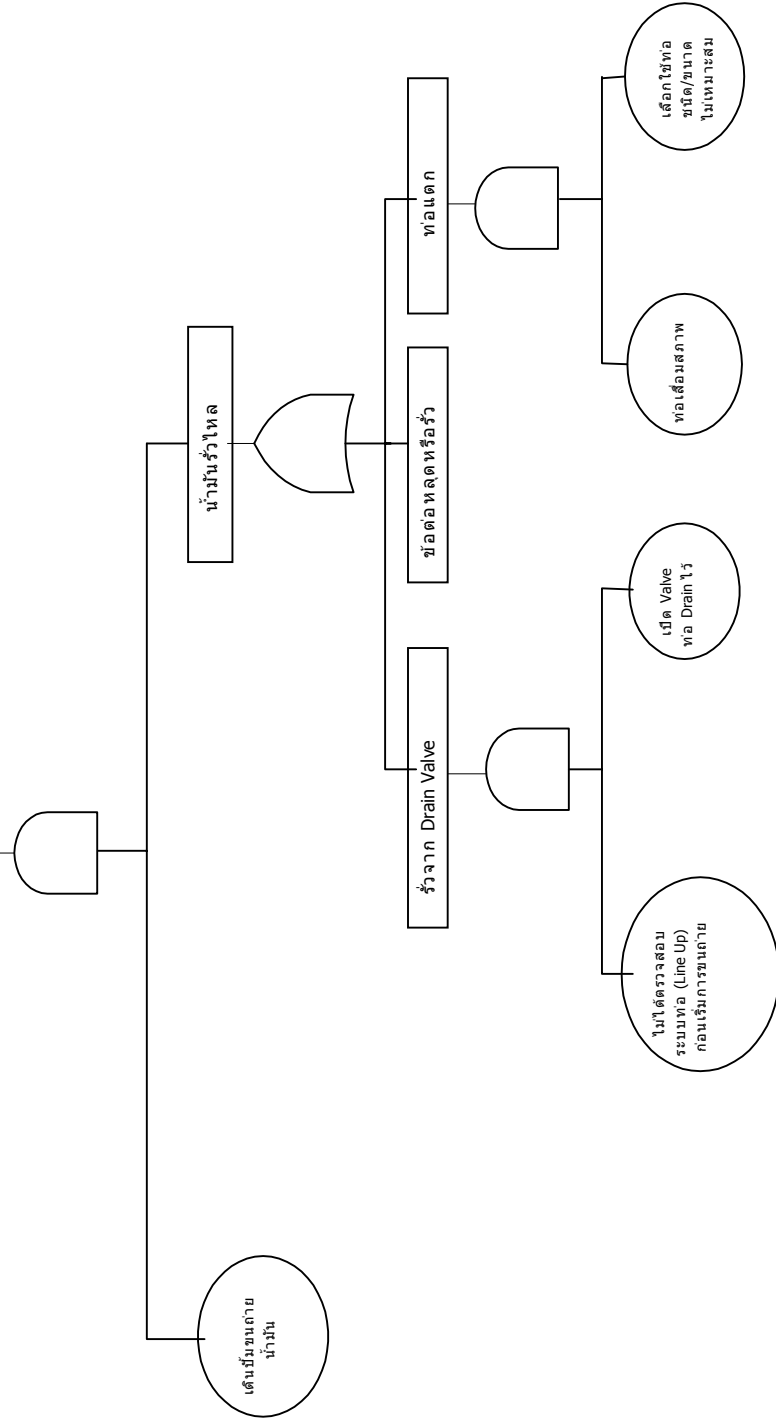 น้ำมันรั่วไหล
เดินปั๊มขนถ่าย
น้ำมัน
รั่วจาก Drain Valve
ข้อต่อหลุดหรือรั่ว
ท่อแตก
ไม่ได้ตรวจสอบ
ระบบท่อ (Line Up)
ก่อนเริ่มการขนถ่าย
เปิด Valve
ท่อ Drain ไว้
ท่อเสื่อมสภาพ
เลือกใช้ท่อ
ชนิด/ขนาด
ไม่เหมาะสม